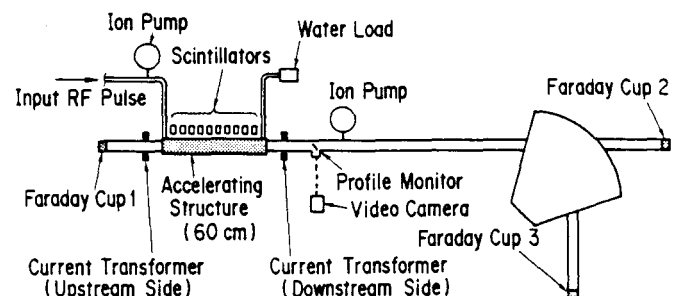 Ion Pump
Water Load
Scintillators
Ion Pump
Input RF Pulse
Faraday Cup 2
Faraday Cup 1
Accelerating
Structure
(60 cm)
Profile Monitor
Video Camera
Faraday Cup 3
Current Transformer
(Upstream Side)
Current Transformer
(Downstream Side)